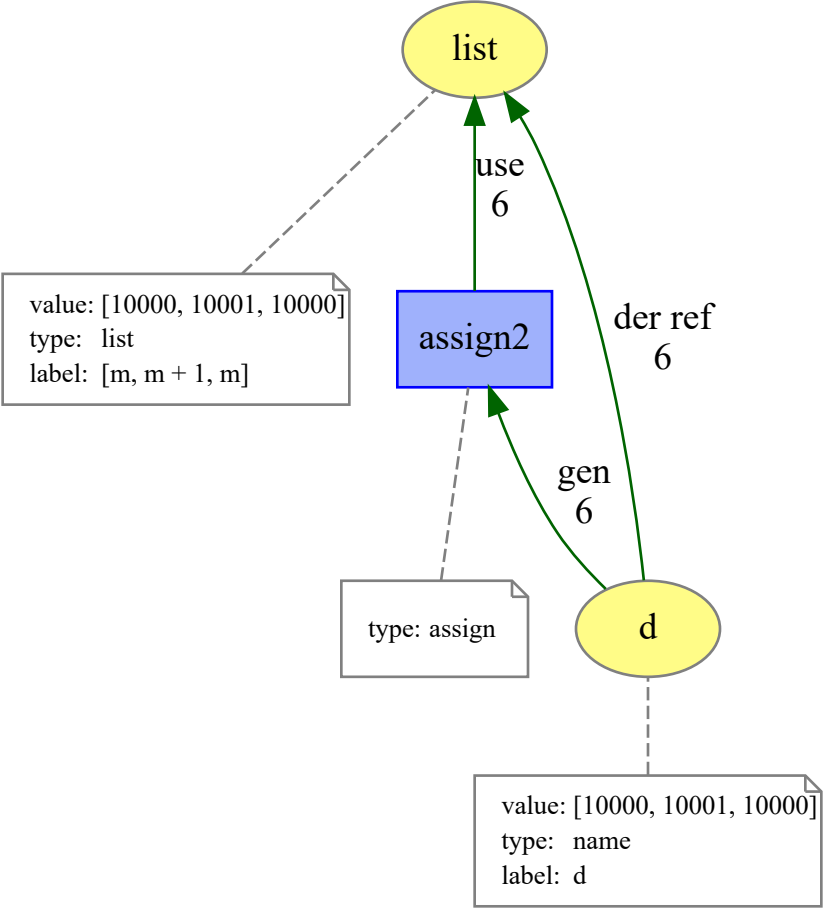 list
use
6
value: [10000, 10001, 10000]
type: list
label: [m, m + 1, m]
assign2
der ref
6
gen
6
type: assign
d
value: [10000, 10001, 10000]
type: name
label: d